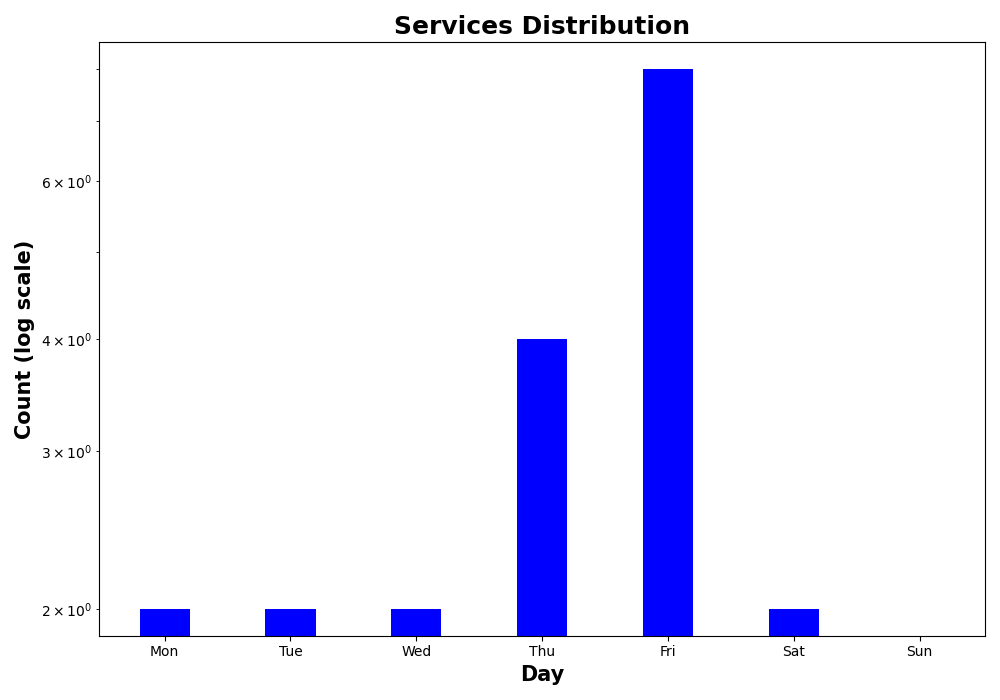 Services Distribution
Count (log scale)
6 × 10⁰
4 × 10⁰
3 × 10⁰
2 × 10⁰
Mon Tue Wed Thu Fri Sat Sun
Day